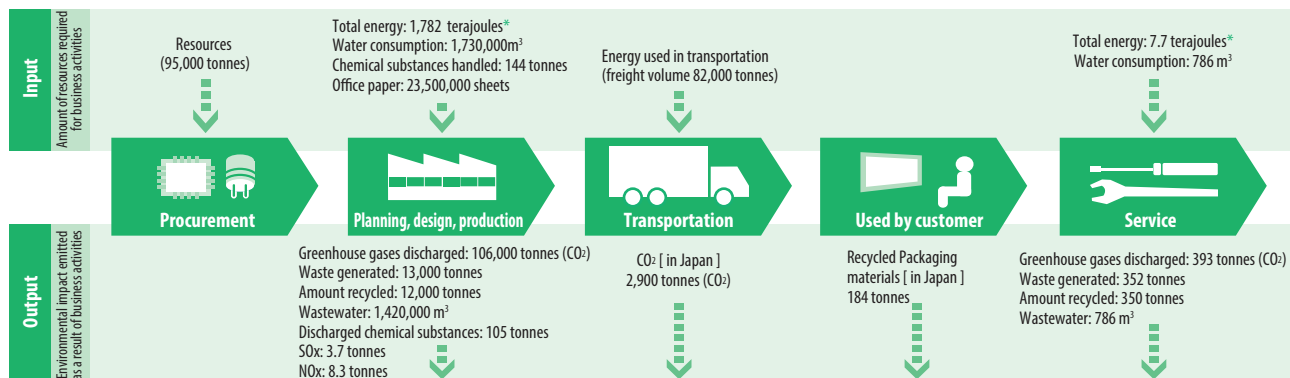 Input
Amount of resources required
for business activities
Resources
(95,000 tonnes)
Total energy: 1,782 terajoules*
Water consumption: 1,730,000m³
Chemical substances handled: 144 tonnes
Office paper: 23,500,000 sheets
Energy used in transportation
(freight volume 82,000 tonnes)
Total energy: 7.7 terajoules*
Water consumption: 786 m³
Procurement
Planning, design, production
Transportation
Used by customer
Service
Output
Environmental impact emitted
as a result of business activities
Greenhouse gases discharged: 106,000 tonnes (CO₂)
Waste generated: 13,000 tonnes
Amount recycled: 12,000 tonnes
Wastewater: 1,420,000 m³
Discharged chemical substances: 105 tonnes
SOx: 3.7 tonnes
NOx: 8.3 tonnes
CO₂ [ in Japan ]
2,900 tonnes (CO₂)
Recycled Packaging
materials [ in Japan ]
184 tonnes
Greenhouse gases discharged: 393 tonnes (CO₂)
Waste generated: 352 tonnes
Amount recycled: 350 tonnes
Wastewater: 786 m³